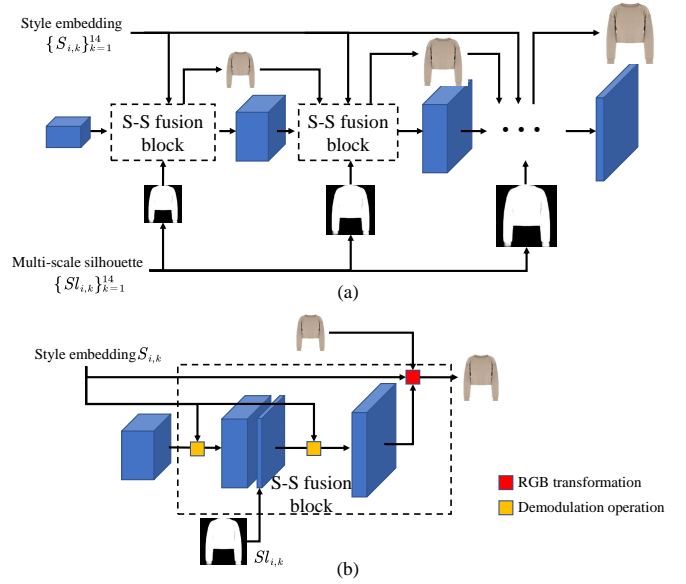 Style embedding
{S_{i,k}}_{k=1}^{14}
S-S fusion
block
S-S fusion
block
• • •
Multi-scale silhouette
{Sl_{i,k}}_{k=1}^{14}
(a)
Style embedding S_{i,k}
S-S fusion
block
RGB transformation
Demodulation operation
Sl_{i,k}
(b)